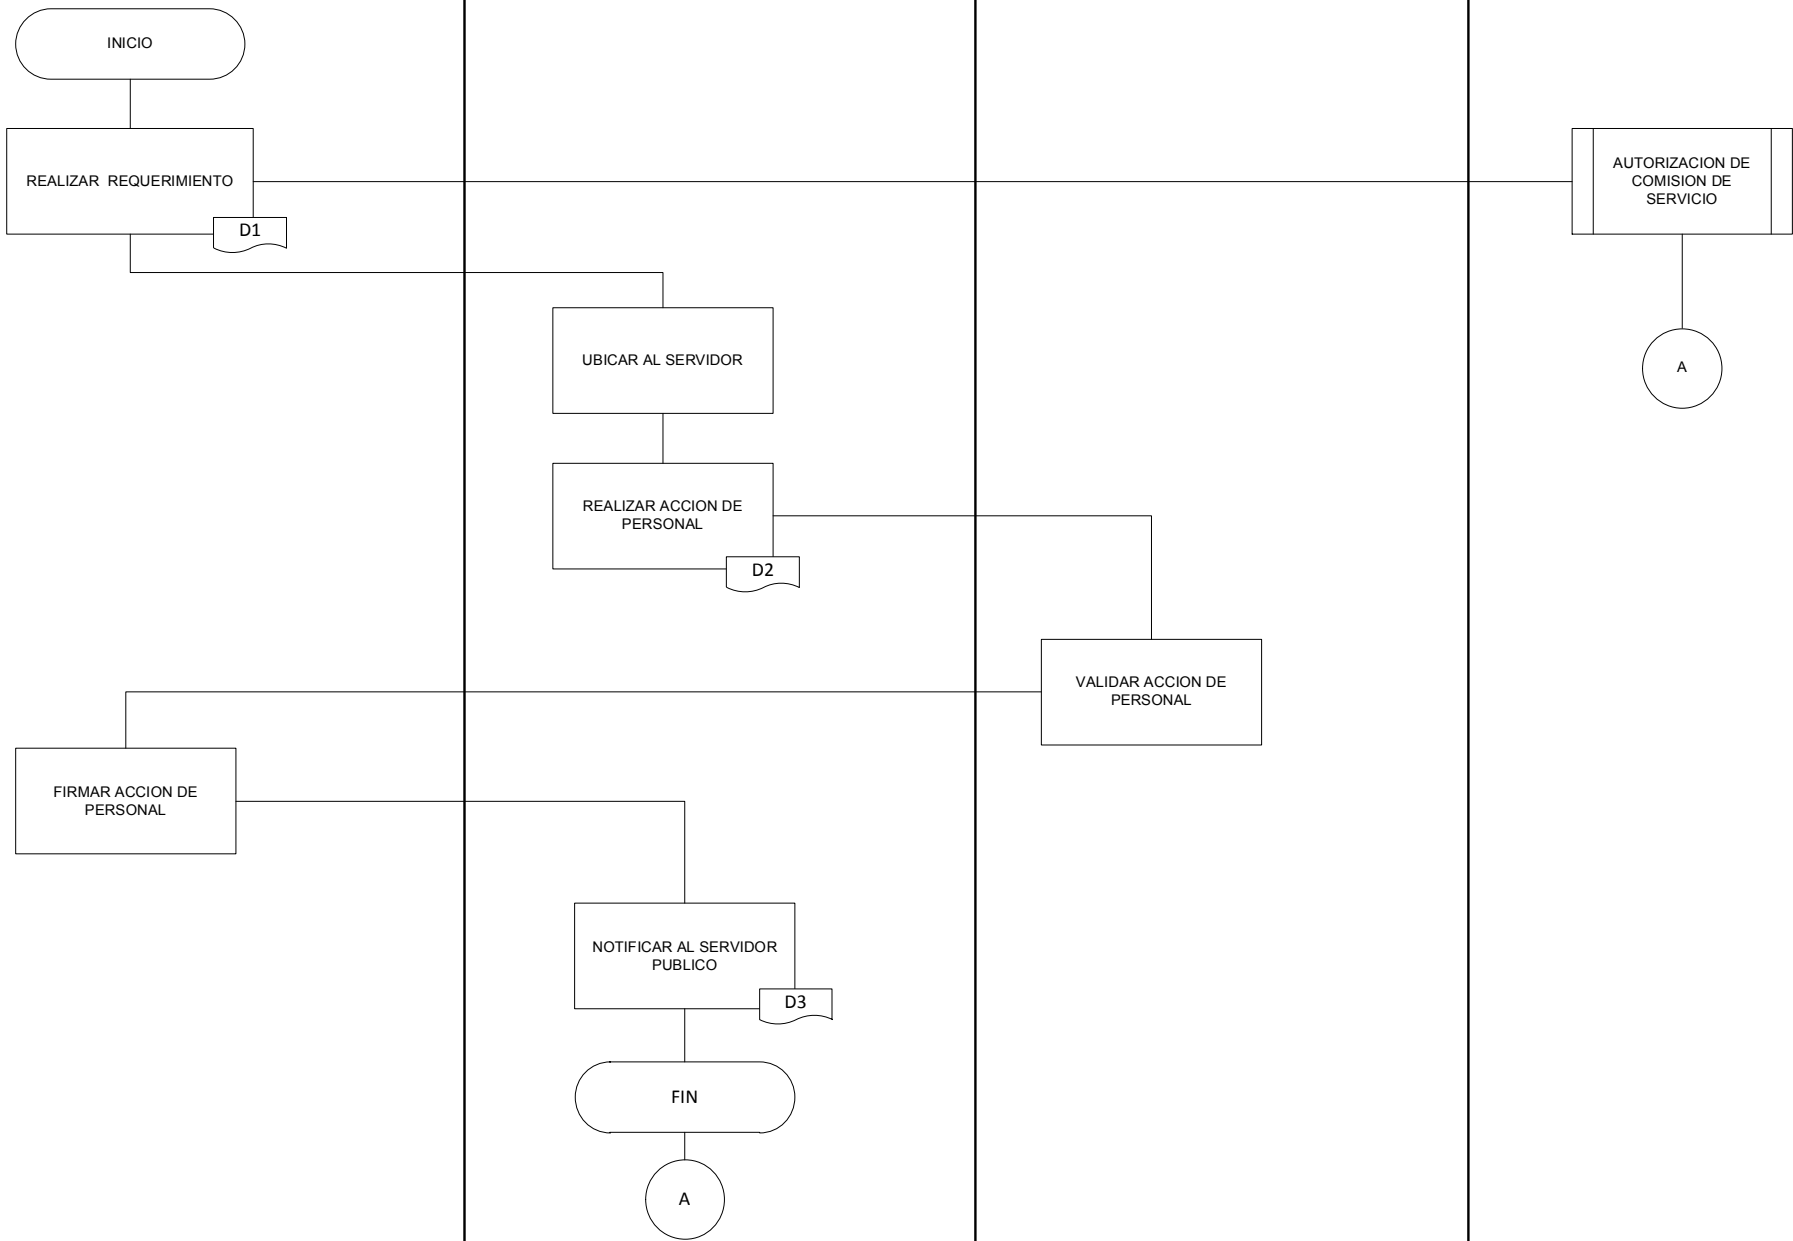 INICIO
REALIZAR REQUERIMIENTO
D1
AUTORIZACION DE
COMISION DE
SERVICIO
A
UBICAR AL SERVIDOR
REALIZAR ACCION DE
PERSONAL
D2
VALIDAR ACCION DE
PERSONAL
FIRMAR ACCION DE
PERSONAL
NOTIFICAR AL SERVIDOR
PUBLICO
D3
FIN
A